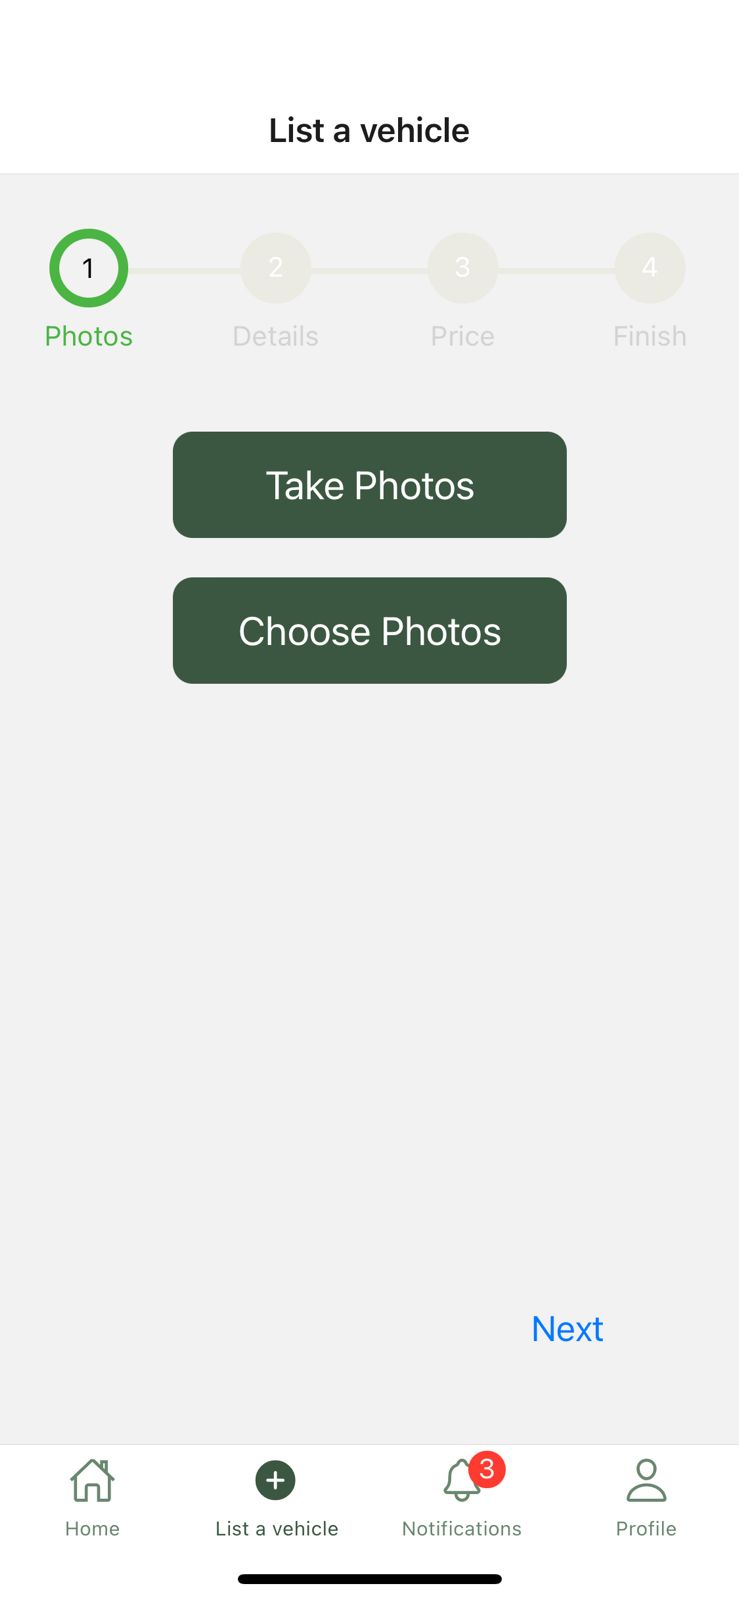 List a vehicle
1 2 3 4
Photos Details Price Finish
Take Photos
Choose Photos
Next
3
Home List a vehicle Notifications Profile